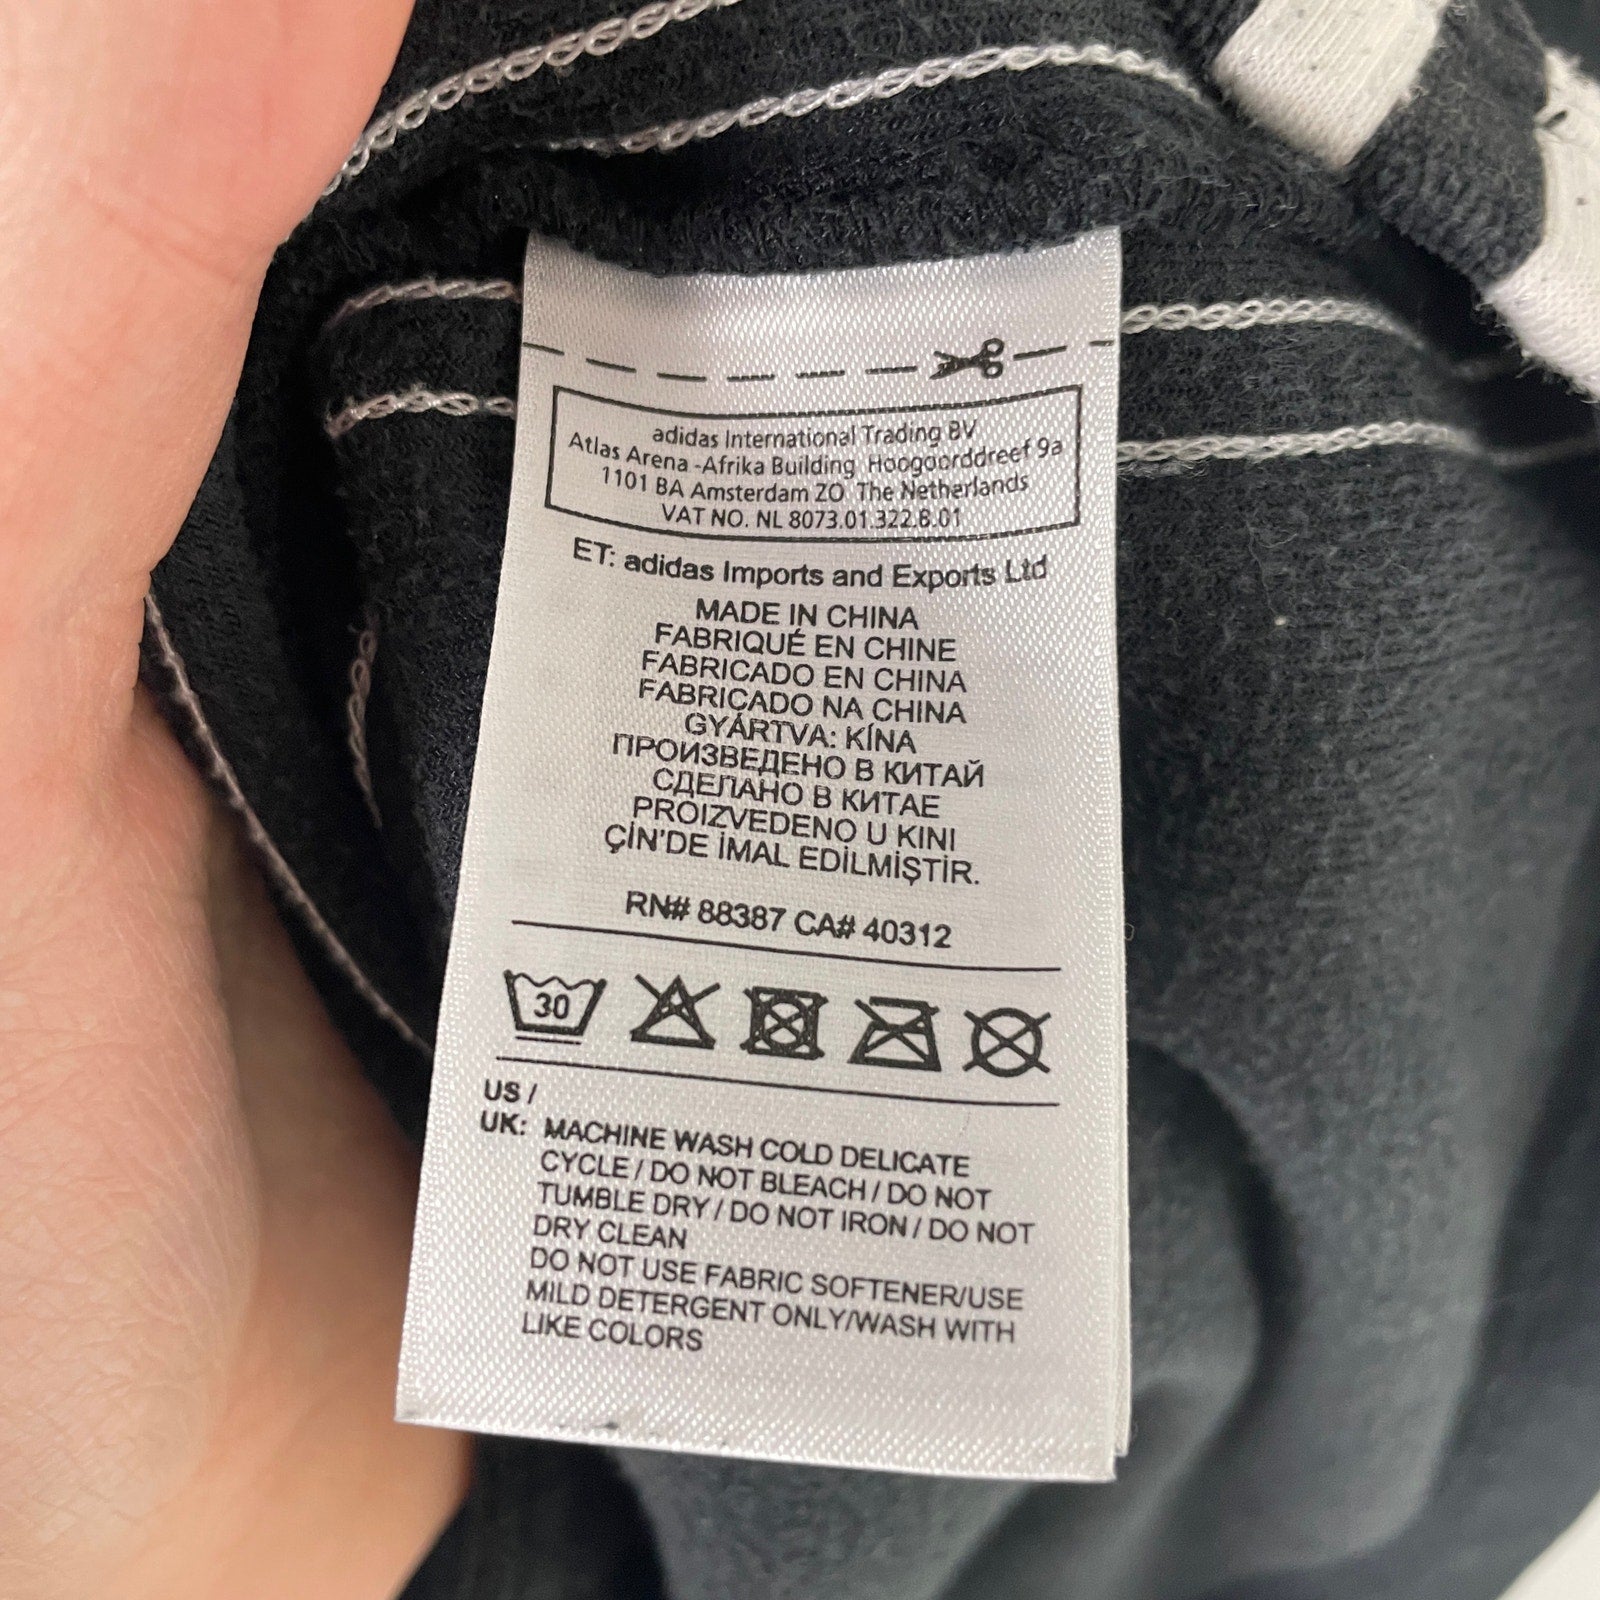 adidas International Trading BV
Atlas Arena -Afrika Building Hoogoorddreef 9a
1101 BA Amsterdam ZO The Netherlands
VAT NO. NL 8073.01.322.B.01
ET: adidas Imports and Exports Ltd
MADE IN CHINA
FABRIQUÉ EN CHINE
FABRICADO EN CHINA
FABRICADO NA CHINA
GYÁRTVA: KÍNA
ПРОИЗВЕДЕНО В КИТАЙ
СДЕЛАНО В КИТАЕ
PROIZVEDENO U KINI
ÇİN'DE İMAL EDİLMİŞTİR.
RN# 88387 CA# 40312
30
US /
UK: MACHINE WASH COLD DELICATE
CYCLE / DO NOT BLEACH / DO NOT
TUMBLE DRY / DO NOT IRON / DO NOT
DRY CLEAN
DO NOT USE FABRIC SOFTENER/USE
MILD DETERGENT ONLY/WASH WITH
LIKE COLORS